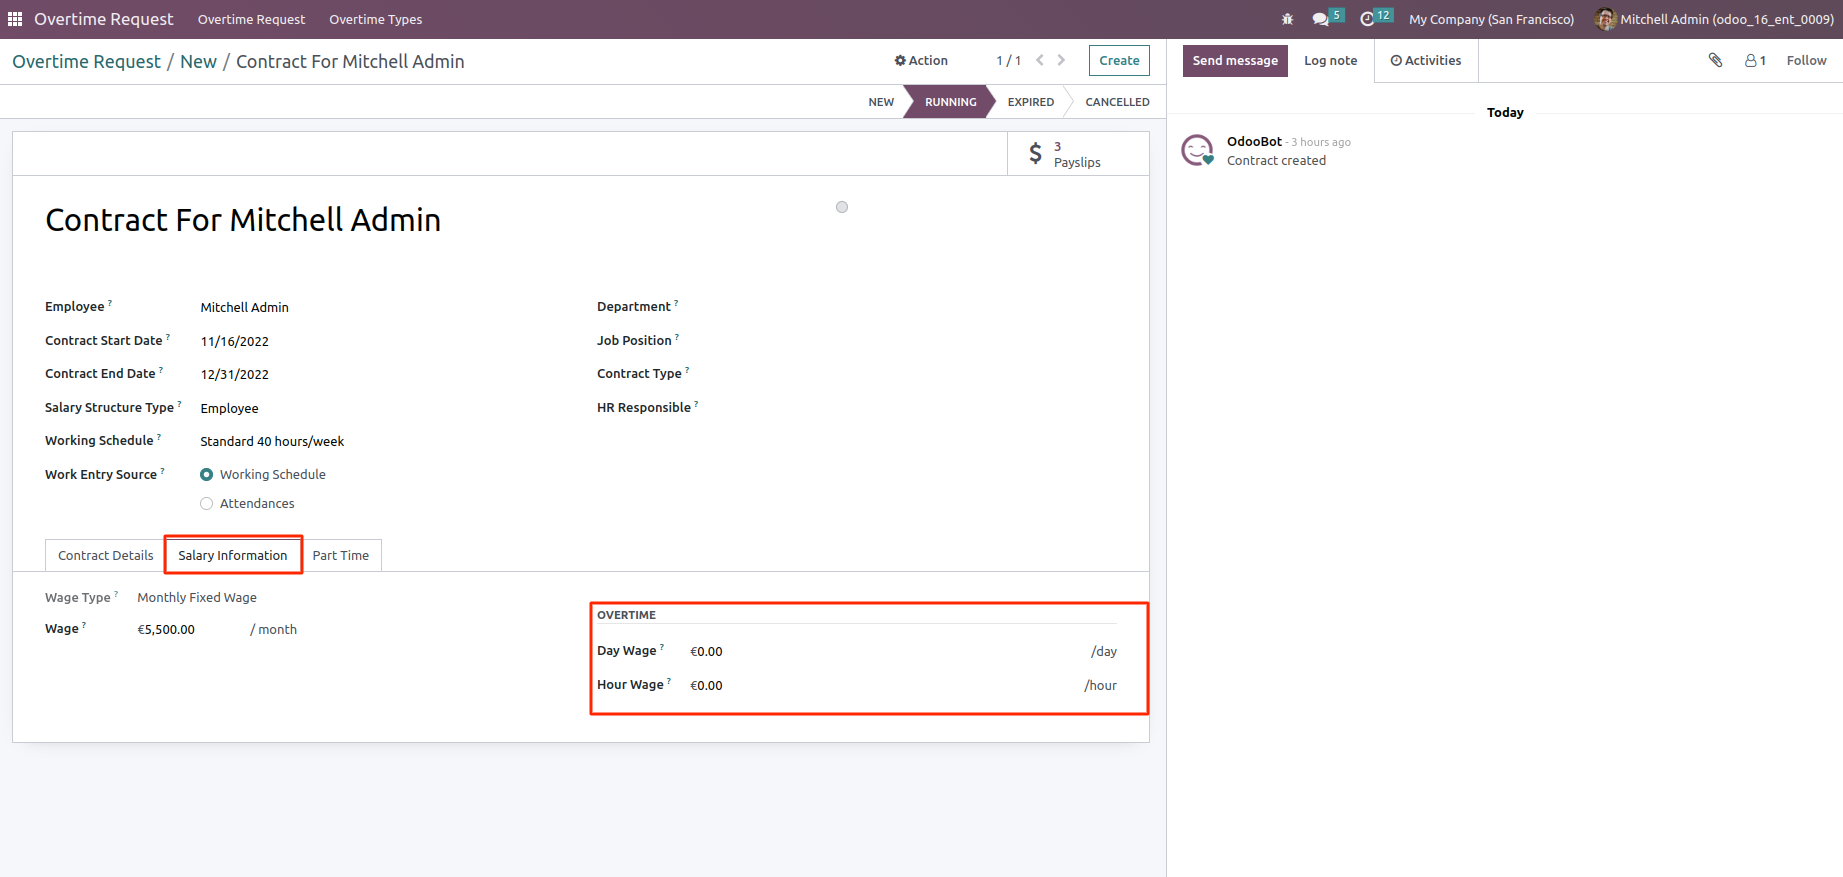 Overtime Request Overtime Request Overtime Types 5 12 My Company (San Francisco) Mitchell Admin (odoo_16_ent_0009)
Overtime Request / New / Contract For Mitchell Admin Action 1 / 1 Create
NEW RUNNING EXPIRED CANCELLED
$ 3
Payslips
Contract For Mitchell Admin
Employee ? Mitchell Admin
Contract Start Date ? 11/16/2022
Contract End Date ? 12/31/2022
Salary Structure Type ? Employee
Working Schedule ? Standard 40 hours/week
Work Entry Source ? Working Schedule
Attendances
Department ?
Job Position ?
Contract Type ?
HR Responsible ?
Contract Details Salary Information Part Time
Wage Type ? Monthly Fixed Wage
Wage ? €5,500.00 / month
OVERTIME
Day Wage ? €0.00 /day
Hour Wage ? €0.00 /hour
Send message Log note Activities 1 Follow
Today
OdooBot - 3 hours ago
Contract created